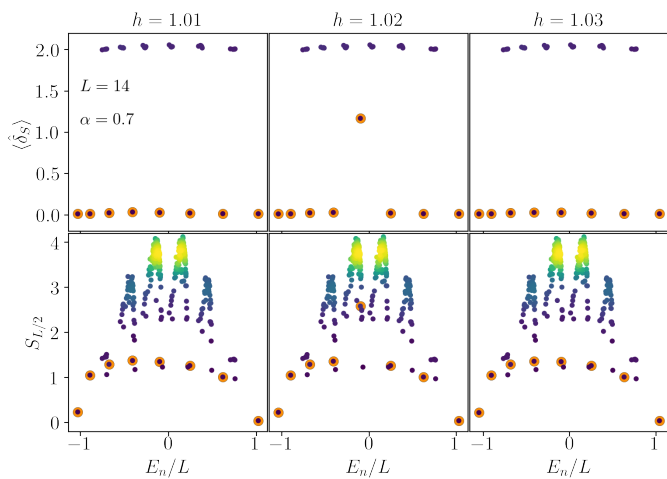 h = 1.01 h = 1.02 h = 1.03
2.0
1.5
1.0
0.5
0.0
⟨δ̂_S⟩
L = 14
α = 0.7
4
3
2
1
0
S_{L/2}
−1 0 1 −1 0 1 −1 0 1
E_n/L E_n/L E_n/L